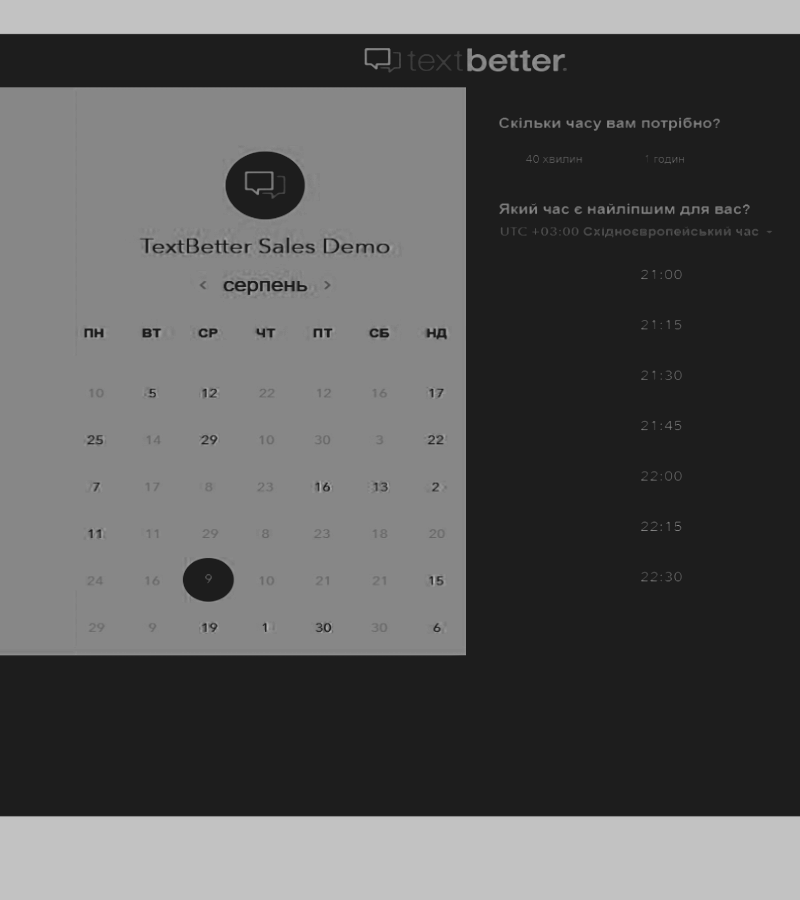 textbetter.
TextBetter Sales Demo
‹ серпень ›
ПН ВТ СР ЧТ ПТ СБ НД
10 5 12 22 12 16 17
25 14 29 10 30 3 22
7 17 8 23 16 13 2
11 11 29 8 23 18 20
24 16 9 10 21 21 15
29 9 19 1 30 30 6
Скільки часу вам потрібно?
40 хвилин 1 годин
Який час є найліпшим для вас?
UTC +03:00 Східноєвропейський час
21:00
21:15
21:30
21:45
22:00
22:15
22:30